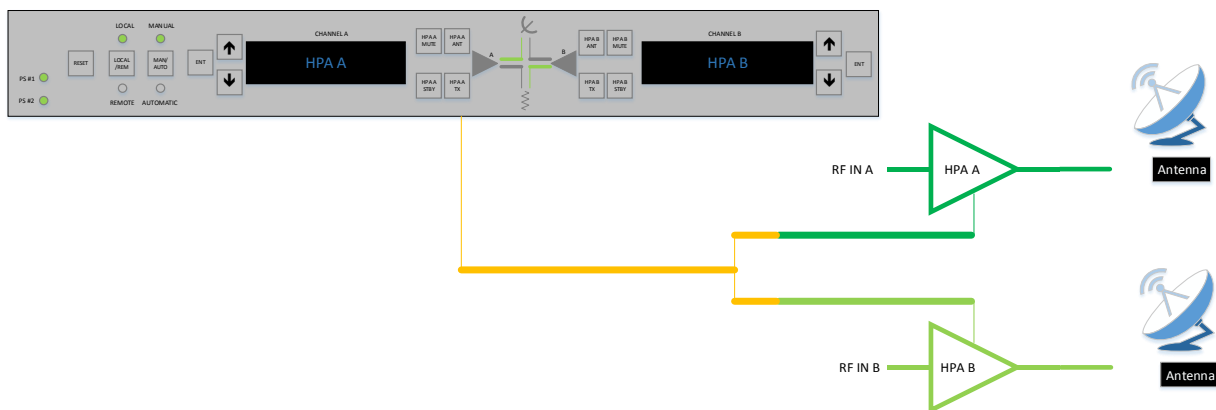 LOCAL
MANUAL
CHANNEL A
CHANNEL B
RESET
LOCAL
/REM
MAN/
AUTO
ENT
HPA A
HPA A
MUTE
HPA A
ANT
A
B
HPA B
ANT
HPA B
MUTE
HPA B
ENT
PS #1
PS #2
REMOTE
AUTOMATIC
HPA A
STBY
HPA A
TX
HPA B
TX
HPA B
STBY
RF IN A
HPA A
Antenna
RF IN B
HPA B
Antenna